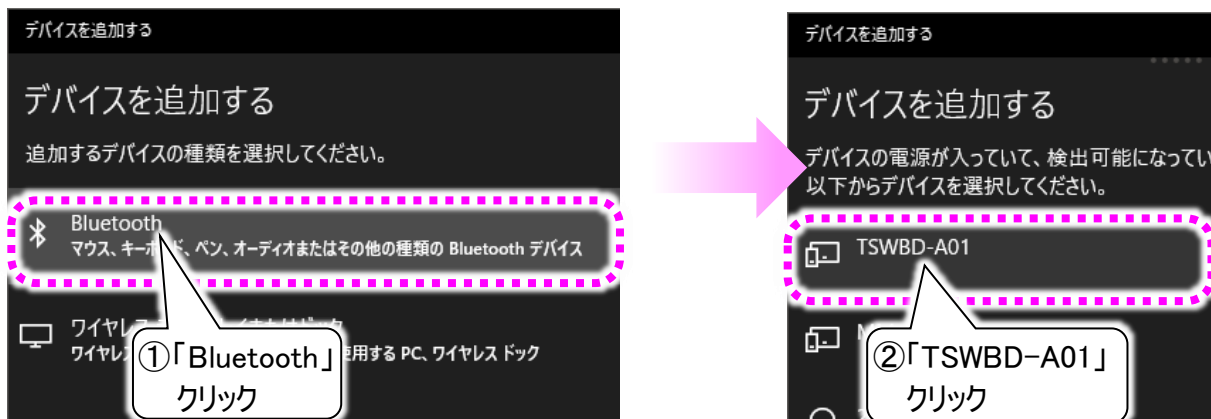 デバイスを追加する
デバイスを追加する
追加するデバイスの種類を選択してください。
Bluetooth
マウス、キーボード、ペン、オーディオまたはその他の種類の Bluetooth デバイス
ワイヤレ
ワイヤレ 使用する PC、ワイヤレス ドック
①「Bluetooth」
クリック
デバイスを追加する
デバイスを追加する
デバイスの電源が入っていて、検出可能になってい
以下からデバイスを選択してください。
TSWBD-A01
②「TSWBD-A01」
クリック